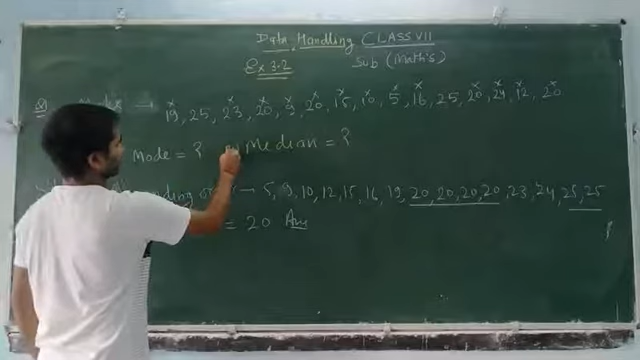 Data Handling CLASS VII
Ex 3.2
Sub (Math's)
19, 25, 23, 20, 9, 20, 15, 10, 5, 16, 25, 20, 24, 12, 20
Mode = ? Median = ?
→ 5, 9, 10, 12, 15, 16, 19, 20, 20, 20, 20, 23, 24, 25, 25
= 20 Ans